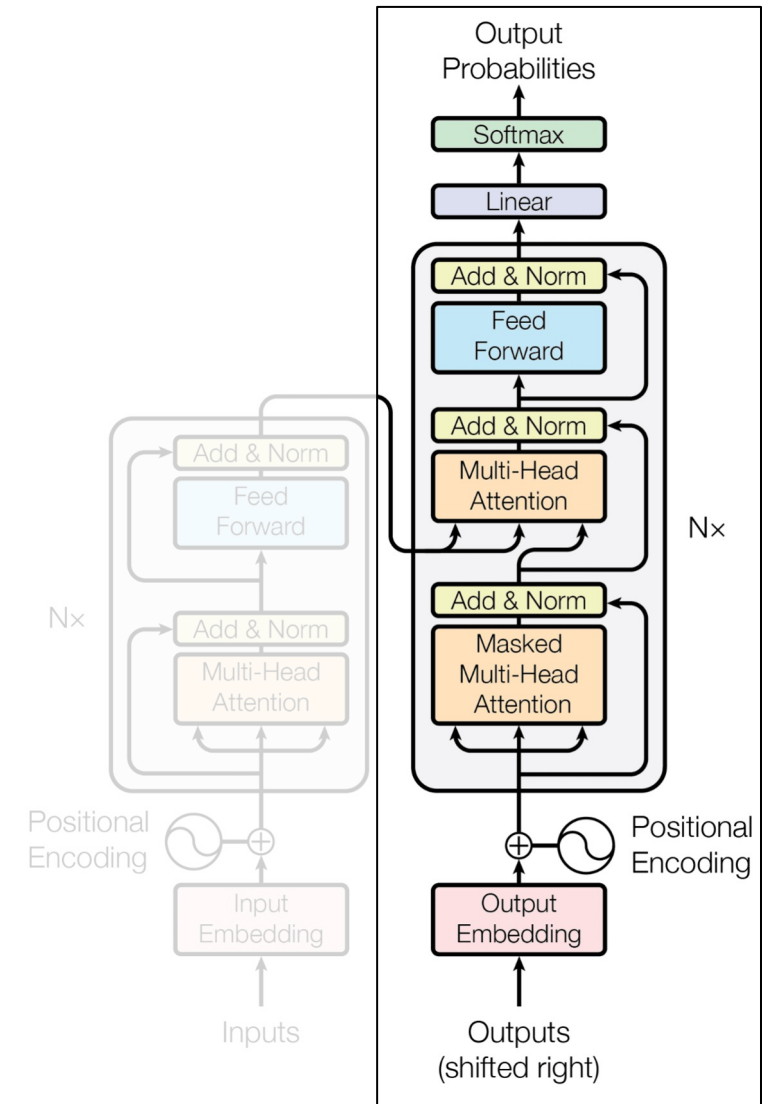 Output
Probabilities
Softmax
Linear
Add & Norm
Feed
Forward
Add & Norm
Multi-Head
Attention
N×
Add & Norm
Masked
Multi-Head
Attention
Positional
Encoding
Output
Embedding
Outputs
(shifted right)
Add & Norm
Feed
Forward
N×
Add & Norm
Multi-Head
Attention
Positional
Encoding
Input
Embedding
Inputs